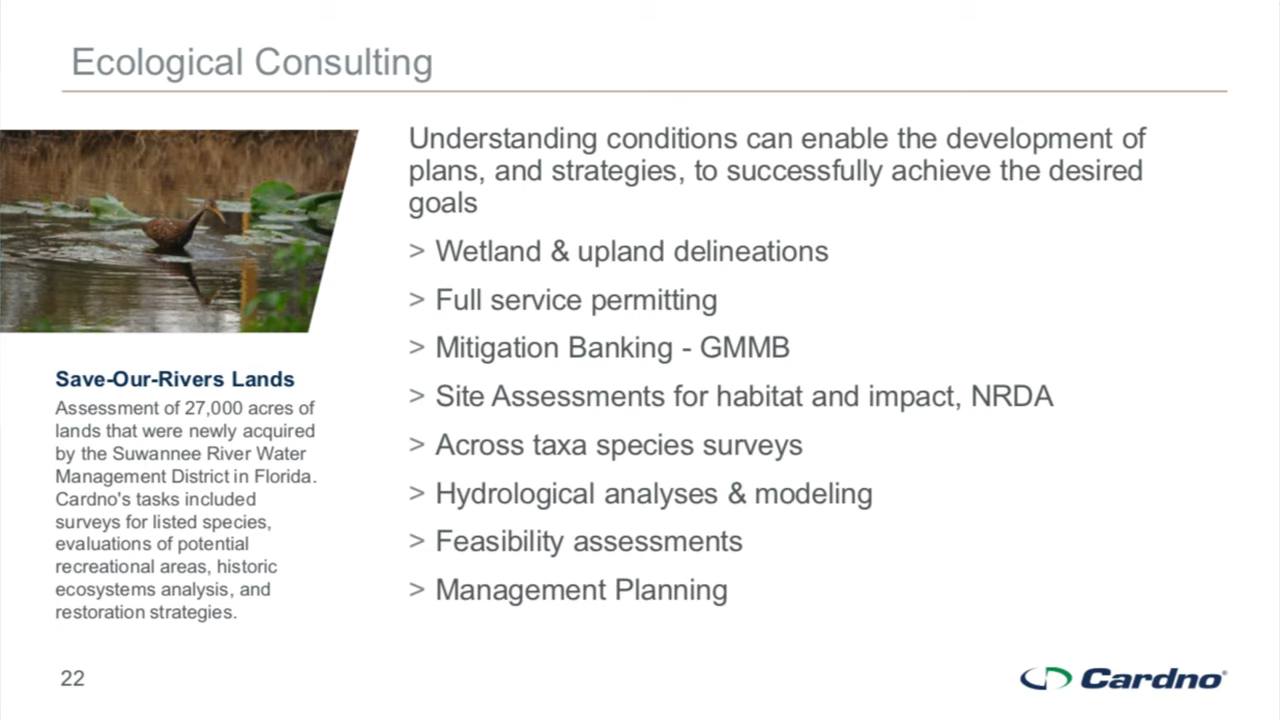 Ecological Consulting
Understanding conditions can enable the development of
plans, and strategies, to successfully achieve the desired
goals
> Wetland & upland delineations
> Full service permitting
> Mitigation Banking - GMMB
> Site Assessments for habitat and impact, NRDA
> Across taxa species surveys
> Hydrological analyses & modeling
> Feasibility assessments
> Management Planning
Save-Our-Rivers Lands
Assessment of 27,000 acres of
lands that were newly acquired
by the Suwannee River Water
Management District in Florida.
Cardno's tasks included
surveys for listed species,
evaluations of potential
recreational areas, historic
ecosystems analysis, and
restoration strategies.
22
Cardno®